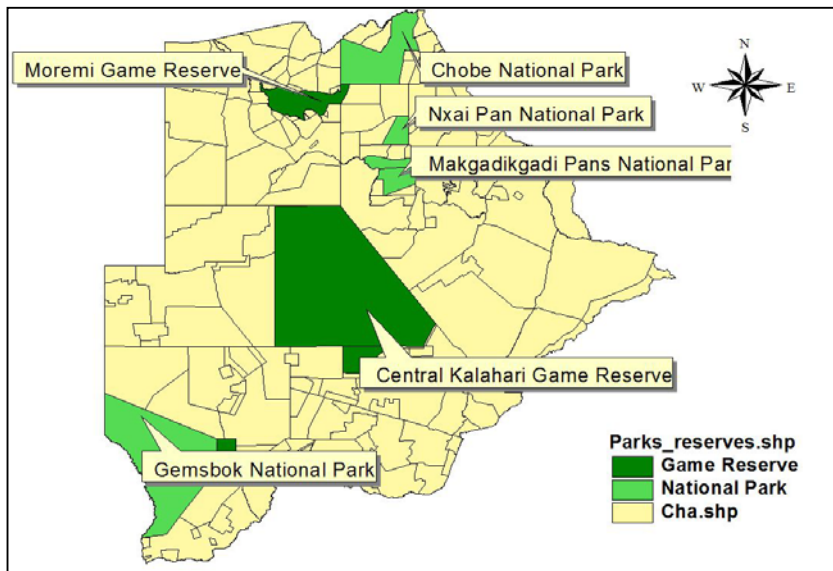 Moremi Game Reserve
Chobe National Park
N
W E
S
Nxai Pan National Park
Makgadikgadi Pans National Par
Central Kalahari Game Reserve
Gemsbok National Park
Parks_reserves.shp
Game Reserve
National Park
Cha.shp